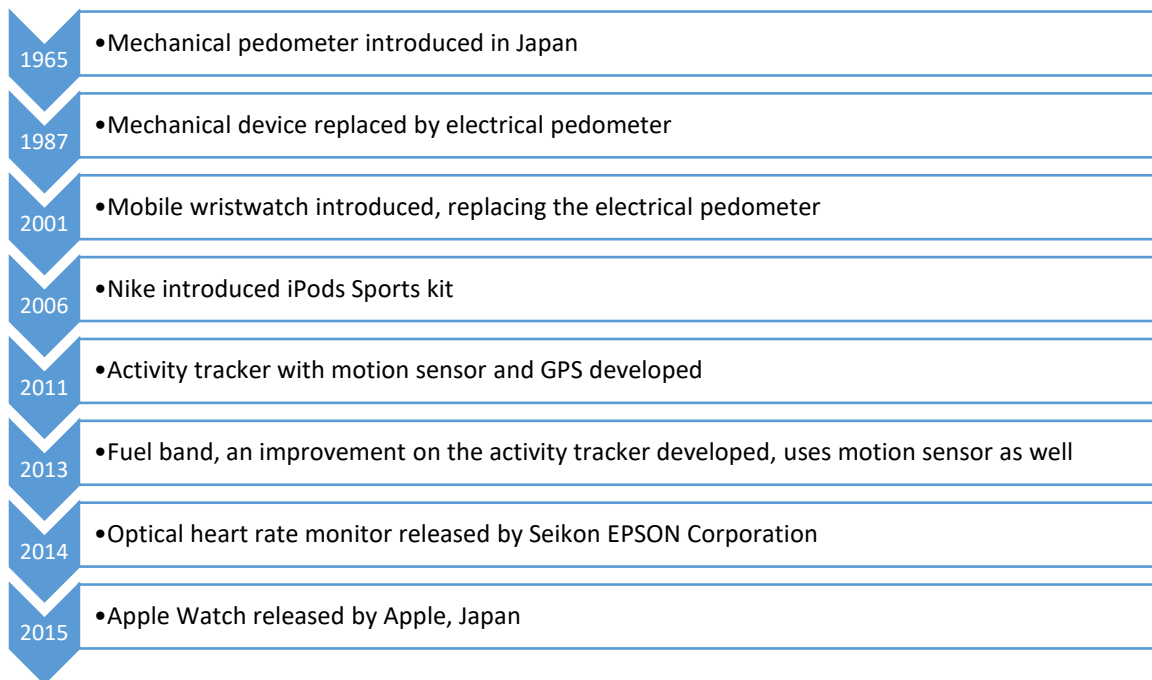 1965
•Mechanical pedometer introduced in Japan
1987
•Mechanical device replaced by electrical pedometer
2001
•Mobile wristwatch introduced, replacing the electrical pedometer
2006
•Nike introduced iPods Sports kit
2011
•Activity tracker with motion sensor and GPS developed
2013
•Fuel band, an improvement on the activity tracker developed, uses motion sensor as well
2014
•Optical heart rate monitor released by Seikon EPSON Corporation
2015
•Apple Watch released by Apple, Japan